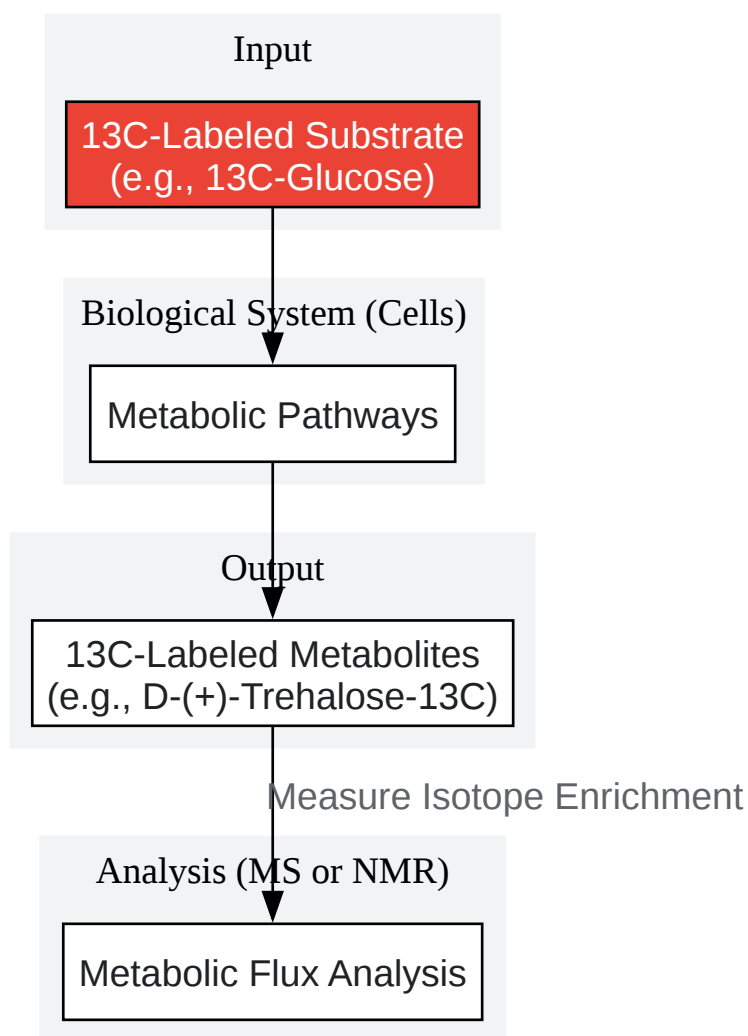 Input
13C-Labeled Substrate
(e.g., 13C-Glucose)
Biological System (Cells)
Metabolic Pathways
Output
13C-Labeled Metabolites
(e.g., D-(+)-Trehalose-13C)
Measure Isotope Enrichment
Analysis (MS or NMR)
Metabolic Flux Analysis